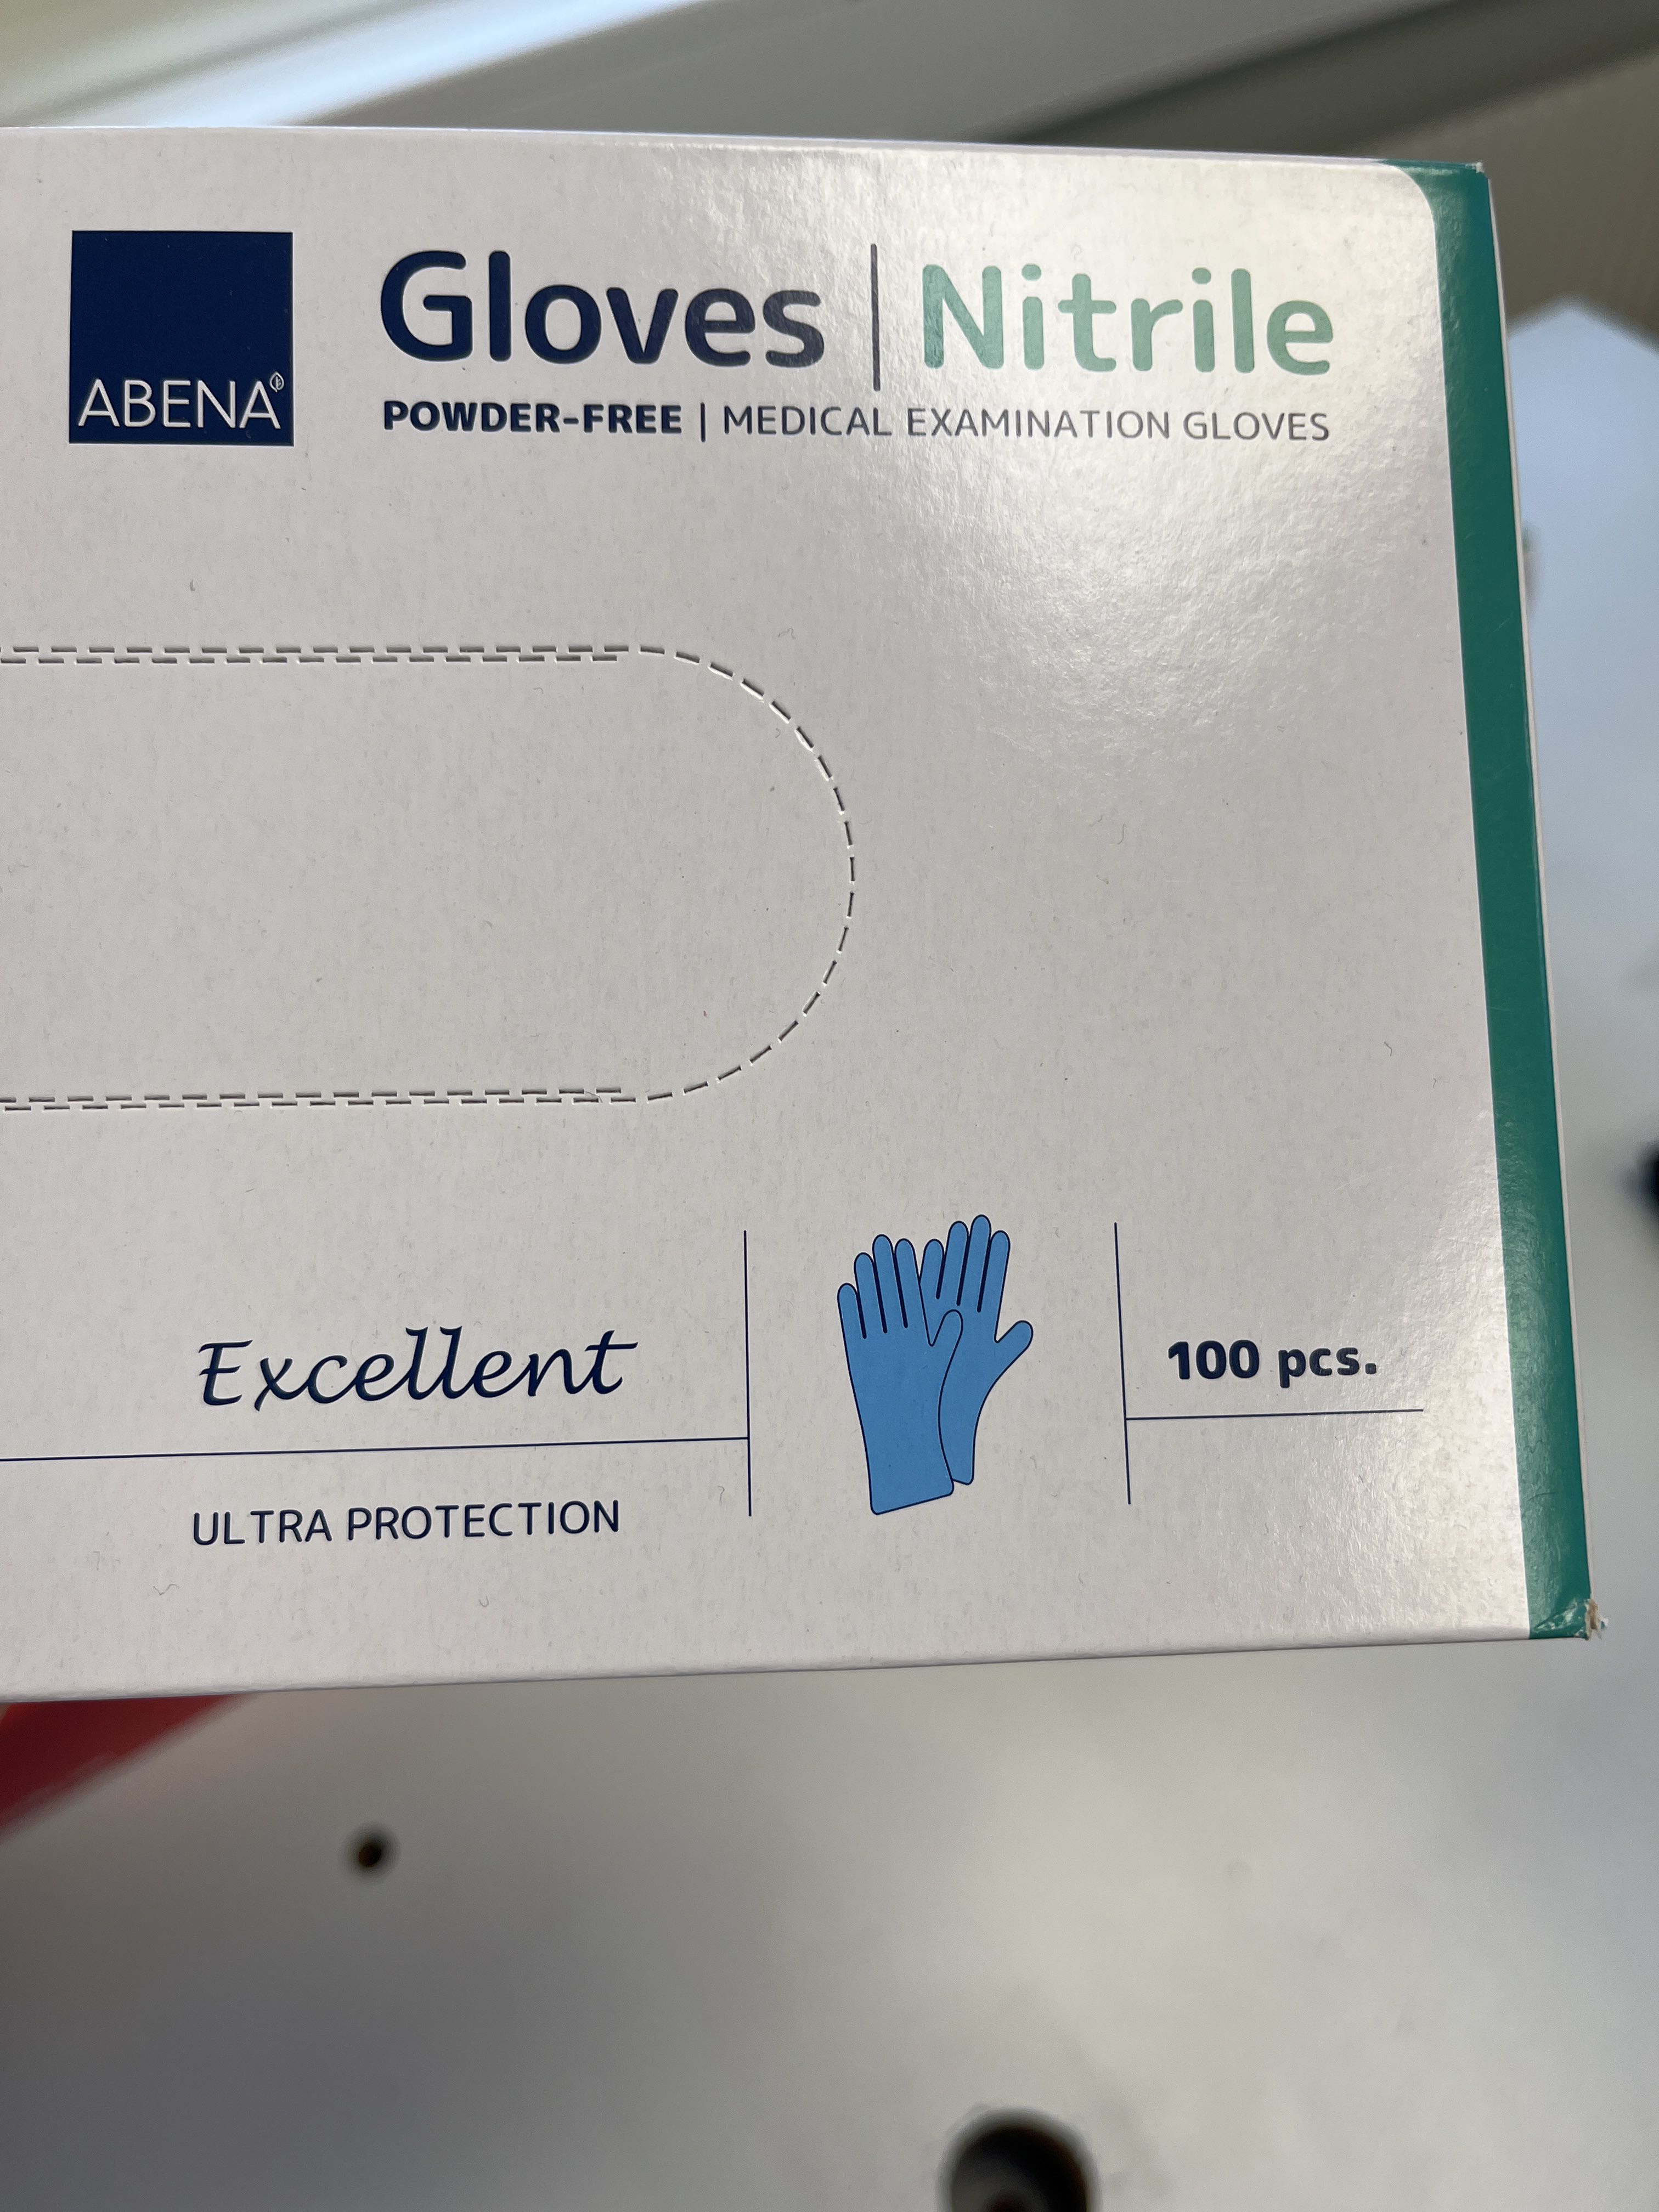 ABENA
Gloves | Nitrile
POWDER-FREE | MEDICAL EXAMINATION GLOVES
Excellent
ULTRA PROTECTION
100 pcs.